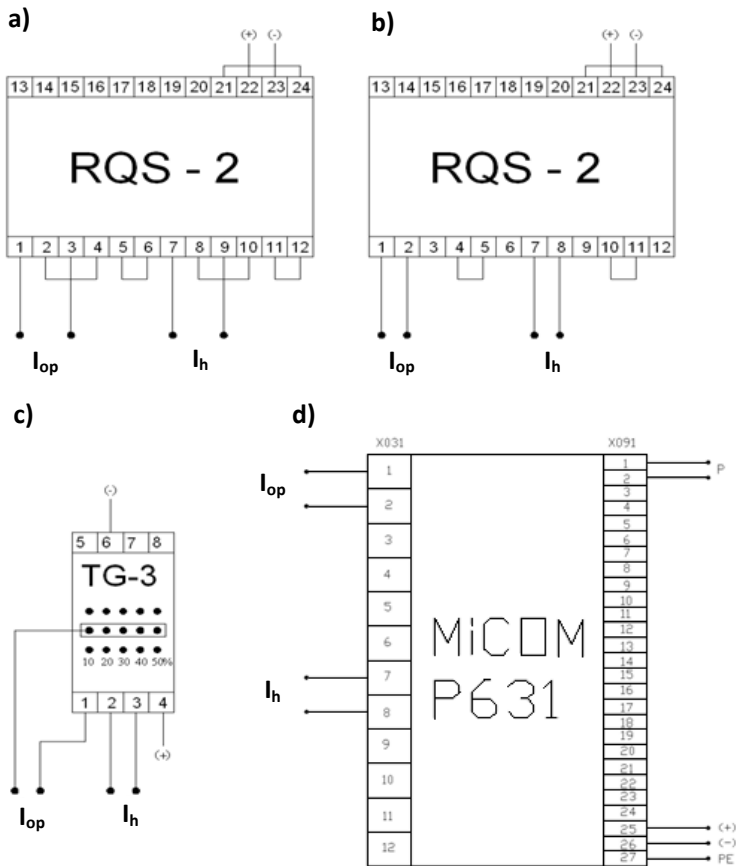 a)
(+) (-)
13 14 15 16 17 18 19 20 21 22 23 24
RQS - 2
1 2 3 4 5 6 7 8 9 10 11 12
Iop Ih
b)
(+) (-)
13 14 15 16 17 18 19 20 21 22 23 24
RQS - 2
1 2 3 4 5 6 7 8 9 10 11 12
Iop Ih
c)
(-)
5 6 7 8
TG-3
10 20 30 40 50%
1 2 3 4
(+)
Iop Ih
d)
X031 X091
Iop
Ih
1
2
3
4
5
6
7
8
9
10
11
12
MiCOM
P631
1
2
3
4
5
6
7
8
9
10
11
12
13
14
15
16
17
18
19
20
21
22
23
24
25
26
27
P
(+)
(-)
PE